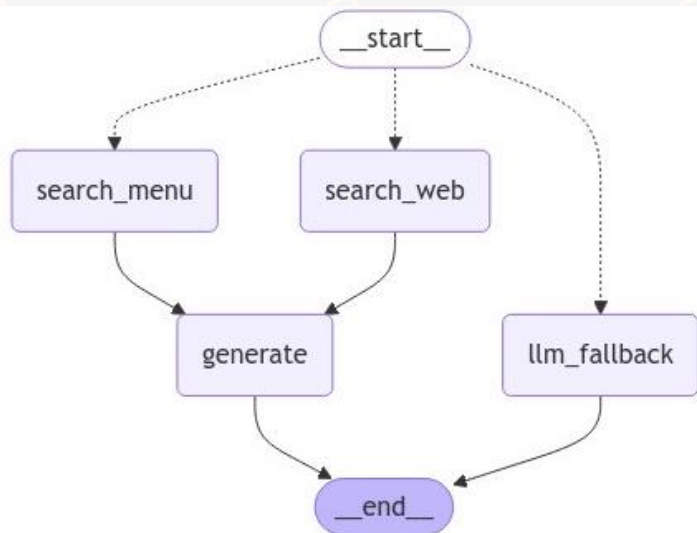 __start__
search_menu
search_web
generate
llm_fallback
__end__